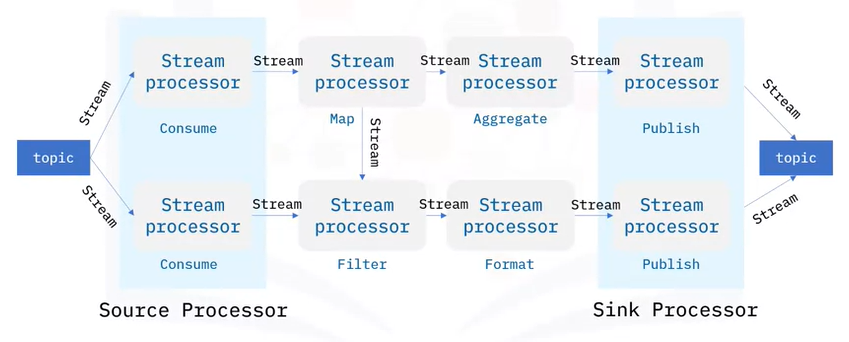 Stream
Stream
processor
Consume
Stream
Stream
processor
Map
Stream
Stream
Stream
processor
Aggregate
Stream
Stream
processor
Publish
Stream
topic
topic
Stream
Stream
processor
Consume
Stream
Stream
processor
Filter
Stream
Stream
processor
Format
Stream
Stream
processor
Publish
Stream
Source Processor
Sink Processor